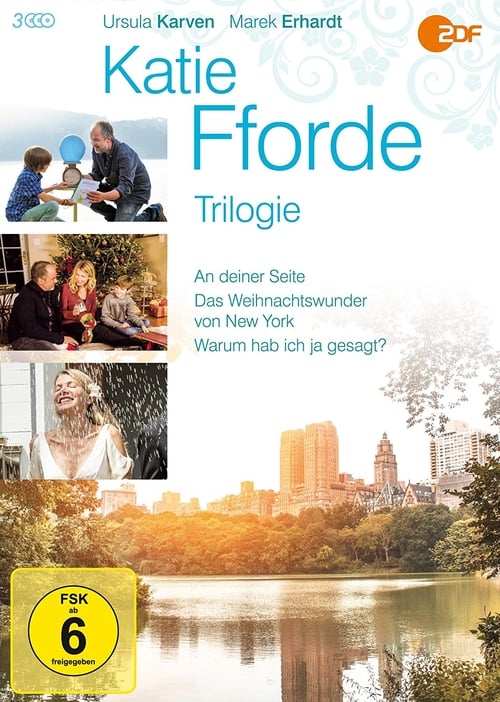 3
Ursula Karven Marek Erhardt
ZDF
Katie
Fforde
Trilogie
An deiner Seite
Das Weihnachtswunder
von New York
Warum hab ich ja gesagt?
FSK
ab
6
freigegeben